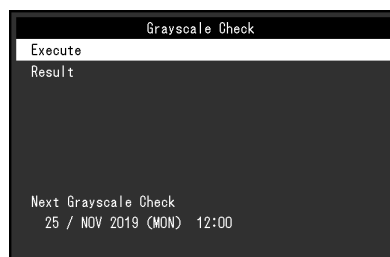 Grayscale Check
Execute
Result
Next Grayscale Check
25 / NOV 2019 (MON) 12:00